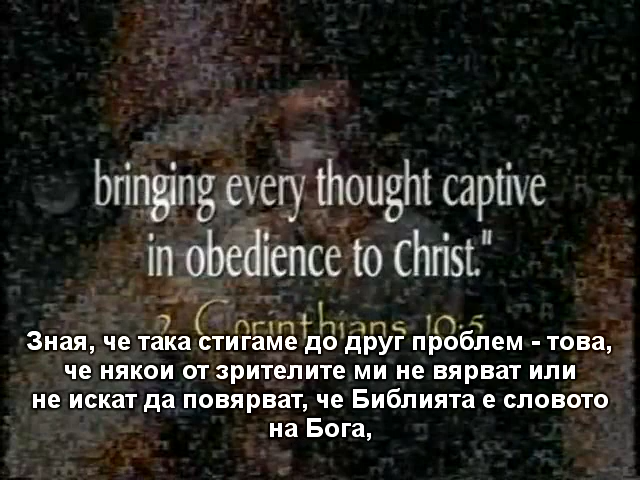 bringing every thought captive
in obedience to Christ."
2 Corinthians 10:5
Зная, че така стигаме до друг проблем - това,
че някои от зрителите ми не вярват или
не искат да повярват, че Библията е словото
на Бога,